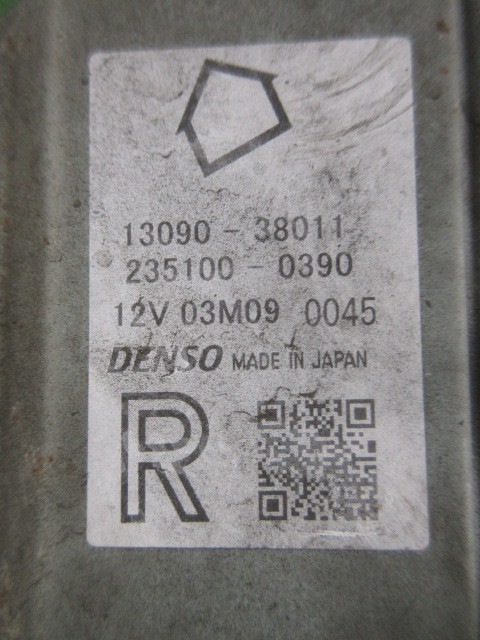 13090-38011
235100-0390
12V 03M09 0045
DENSO MADE IN JAPAN
R